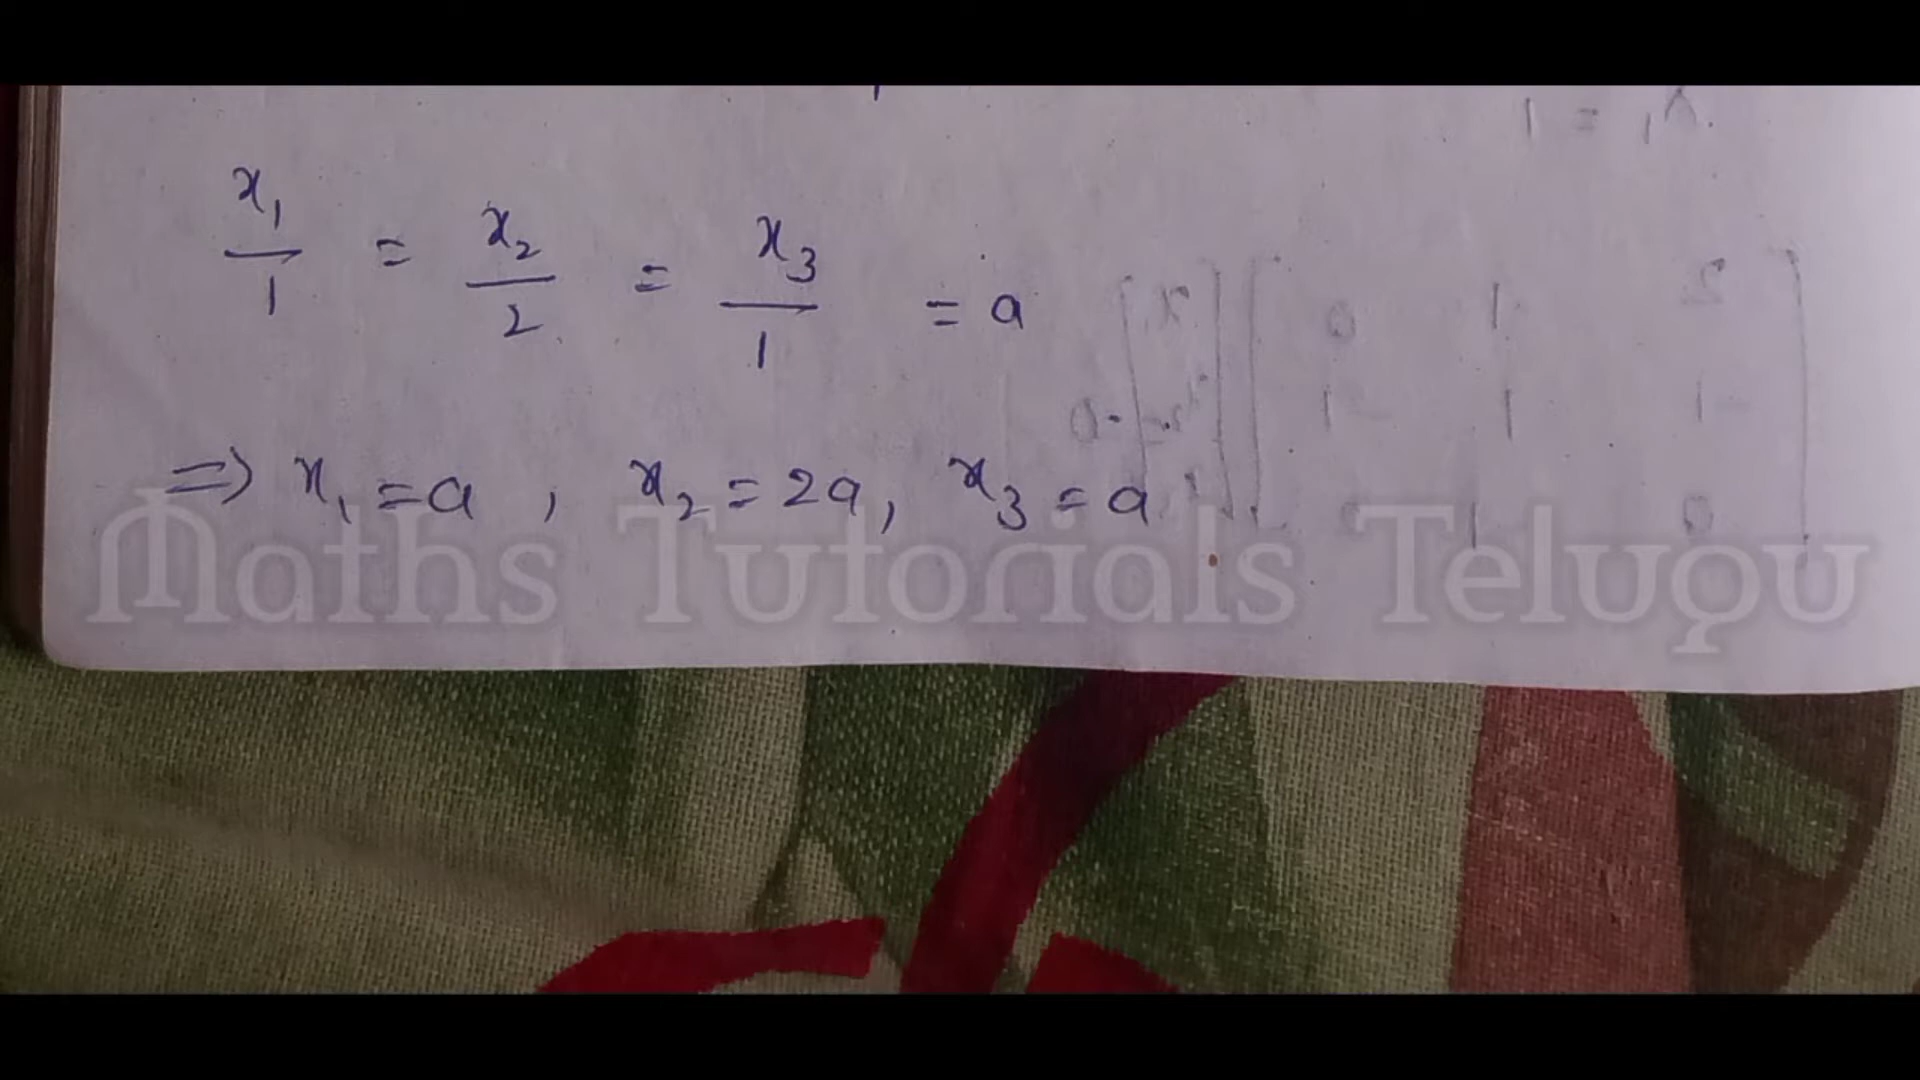 x₁/1 = x₂/2 = x₃/1 = a
⇒ x₁ = a, x₂ = 2a, x₃ = a
Maths Tutorials Telugu